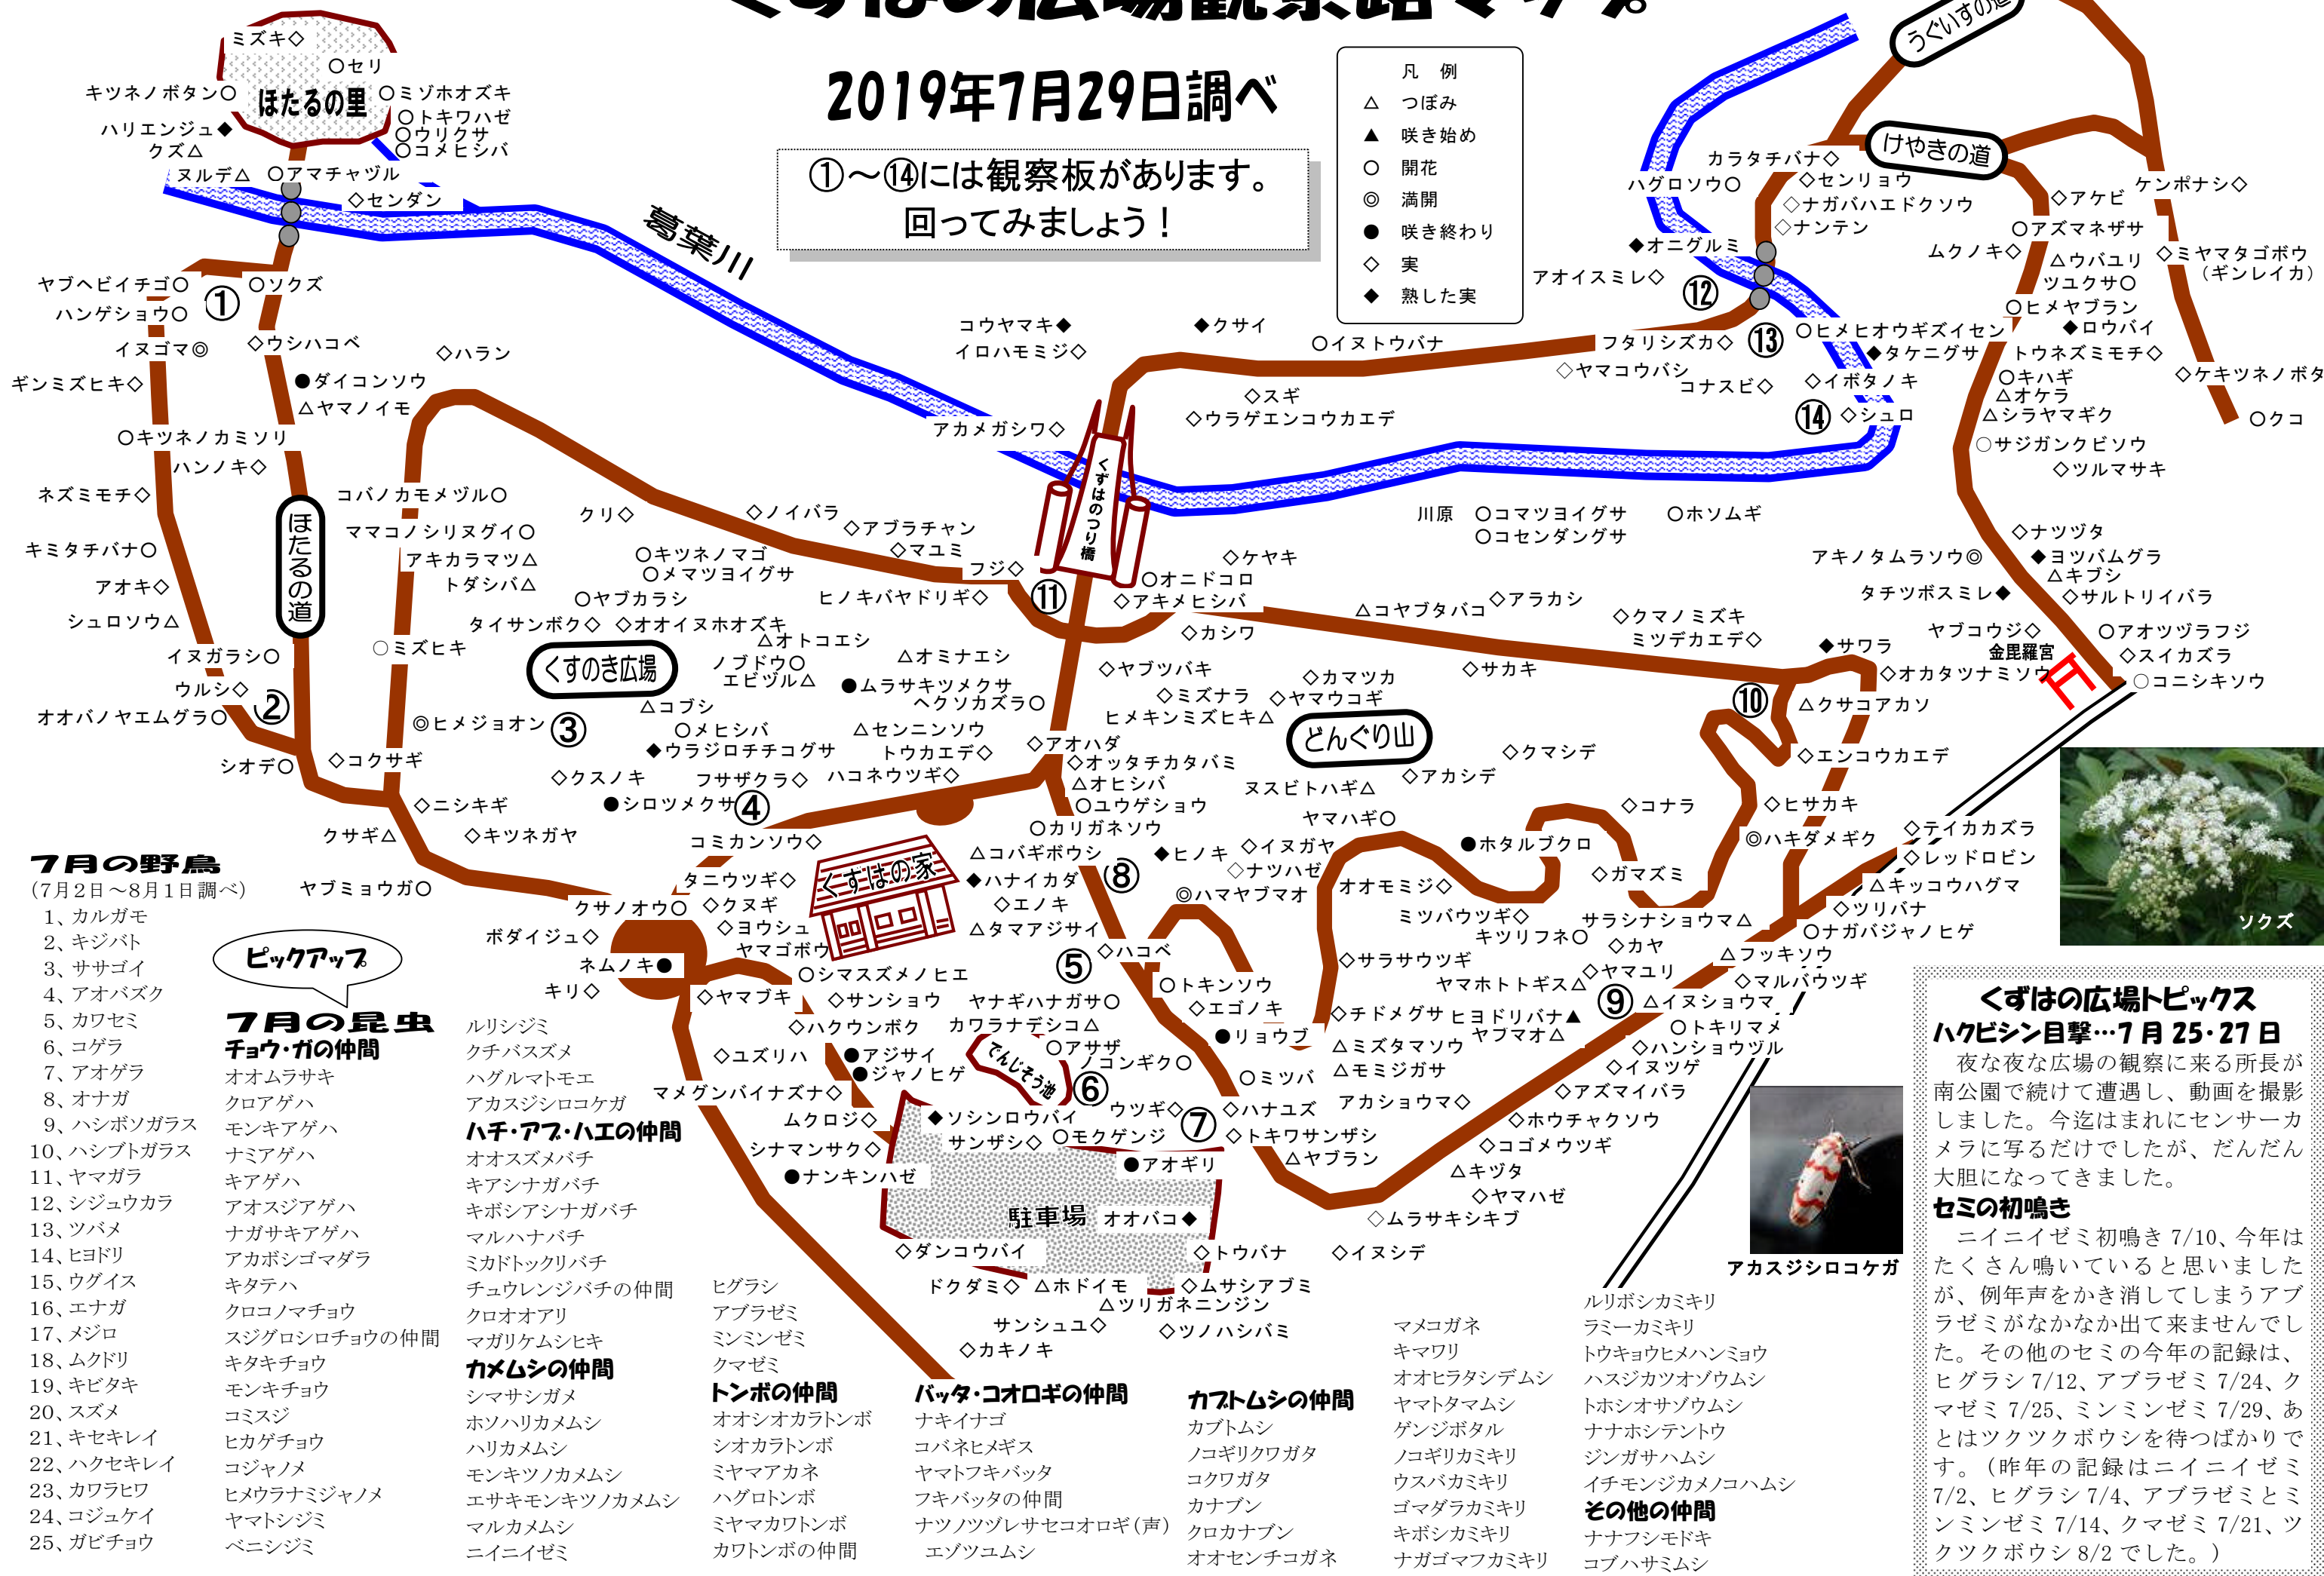 くずはの広場観察路マップ
2019年7月29日調べ
①～⑭には観察板があります。
回ってみましょう！
凡　例
△　つぼみ
▲　咲き始め
○　開花
◎　満開
●　咲き終わり
◇　実
◆　熟した実
うぐいすの道
けやきの道
ミズキ◇
○セリ
キツネノボタン○
ほたるの里
○ミゾホオズキ
○トキワハゼ
ハリエンジュ◆
○ウリクサ
クズ△
○コメヒシバ
ヌルデ△
○アマチャヅル
◇センダン
葛葉川
ヤブヘビイチゴ○
①
○ソクズ
ハンゲショウ○
イヌゴマ◎
◇ウシハコベ
◇ハラン
ギンミズヒキ◇
●ダイコンソウ
△ヤマノイモ
○キツネノカミソリ
ハンノキ◇
ネズミモチ◇
コバノカモメヅル○
ほたるの道
ママコノシリヌグイ○
キミタチバナ○
アキカラマツ△
アオキ◇
トダシバ△
シュロソウ△
イヌガラシ○
○ミズヒキ
ウルシ◇
②
オオバノヤエムグラ○
シオデ○
◇コクサギ
◎ヒメジョオン
③
◇ニシキギ
クサギ△
◇キツネガヤ
ヤブミョウガ○
クリ◇
◇ノイバラ
◇アブラチャン
○キツネノマゴ
◇マユミ
○メマツヨイグサ
フジ◇
○ヤブカラシ
ヒノキバヤドリギ◇
⑪
タイサンボク◇
◇オオイヌホオズキ
△オトコエシ
くすのき広場
ノブドウ○
△オミナエシ
エビヅル△
●ムラサキツメクサ
△コブシ
ヘクソカズラ○
○メヒシバ
△センニンソウ
◆ウラジロチチコグサ
トウカエデ◇
◇クスノキ
フサザクラ◇
ハコネウツギ◇
●シロツメクサ
④
コミカンソウ◇
コウヤマキ◆
◆クサイ
イロハモミジ◇
○イヌトウバナ
◇スギ
◇ウラゲエンコウカエデ
アカメガシワ◇
くずはのつり橋
カラタチバナ◇
ハグロソウ○
◇センリョウ
◇ナガバハエドクソウ
◇ナンテン
◆オニグルミ
アオイスミレ◇
⑫
フタリシズカ◇
⑬
○ヒメヒオウギズイセン
◆タケニグサ
◇ヤマコウバシ
コナスビ◇
◇イボタノキ
⑭
◇シュロ
◇アケビ
ケンポナシ◇
○アズマネザサ
ムクノキ◇
△ウバユリ
◇ミヤマタゴボウ
（ギンレイカ）
ツユクサ○
○ヒメヤブラン
◆ロウバイ
トウネズミモチ◇
○キハギ
◇ケキツネノボタ
△オケラ
△シラヤマギク
○クコ
○サジガンクビソウ
◇ツルマサキ
川原
○コマツヨイグサ
○ホソムギ
○コセンダングサ
◇ケヤキ
○オニドコロ
◇アキメヒシバ
△コヤブタバコ
◇アラカシ
◇クマノミズキ
◇カシワ
ミツデカエデ◇
◇ナツヅタ
アキノタムラソウ◎
◆ヨツバムグラ
△キブシ
タチツボスミレ◆
◇サルトリイバラ
ヤブコウジ◇
○アオツヅラフジ
金毘羅宮
◆サワラ
◇スイカズラ
◇オカタツナミソウ
○コニシキソウ
◇ヤブツバキ
◇カマツカ
◇サカキ
◇ミズナラ
◇ヤマウコギ
ヒメキンミズヒキ△
どんぐり山
⑩
△クサコアカソ
◇アオハダ
◇クマシデ
◇エンコウカエデ
◇オッタチカタバミ
◇アカシデ
△オヒシバ
ヌスビトハギ△
○ユウゲショウ
◇コナラ
◇ヒサカキ
ヤマハギ○
○カリガネソウ
◇イヌガヤ
●ホタルブクロ
◎ハキダメギク
◇テイカカズラ
△コバギボウシ
◆ヒノキ
◇ナツハゼ
◇レッドロビン
◆ハナイカダ
⑧
◎ハマヤブマオ
オオモミジ◇
◇ガマズミ
△キッコウハグマ
◇エノキ
ミツバウツギ◇
サラシナショウマ△
◇ツリバナ
△タマアジサイ
キツリフネ○
○ナガバジャノヒゲ
⑤
◇ハコベ
◇カヤ
△フッキソウ
◇サラサウツギ
◇ヤマユリ
◇マルバウツギ
ヤマホトトギス△
⑨
△イヌショウマ
○トキンソウ
◇エゴノキ
◇チドメグサ
ヒヨドリバナ▲
○トキリマメ
●リョウブ
△ミズタマソウ
ヤブマオ△
◇ハンショウヅル
○ミツバ
△モミジガサ
◇イヌツゲ
◇ハナユズ
アカショウマ◇
◇アズマイバラ
◇トキワサンザシ
◇ホウチャクソウ
△ヤブラン
◇コゴメウツギ
△キヅタ
◇ヤマハゼ
◇ムラサキシキブ
◇イヌシデ
くずはの家
タニウツギ◇
クサノオウ○
◇クヌギ
ボダイジュ◇
◇ヨウシュ
ヤマゴボウ
ネムノキ●
○シマスズメノヒエ
キリ◇
◇ヤマブキ
◇サンショウ
ヤナギハナガサ○
◇ハクウンボク
カワラナデシコ△
○アサザ
◇ユズリハ
●アジサイ
でんじそう池
ノコンギク○
●ジャノヒゲ
⑥
マメグンバイナズナ◇
ムクロジ◇
◆ソシンロウバイ
ウツギ◇
⑦
シナマンサク◇
サンザシ◇
○モクゲンジ
●ナンキンハゼ
●アオギリ
駐車場
オオバコ◆
◇ダンコウバイ
◇トウバナ
ドクダミ◇
△ホドイモ
◇ムサシアブミ
△ツリガネニンジン
サンシュユ◇
◇ツノハシバミ
◇カキノキ
ソクズ
アカスジシロコケガ
7月の野鳥
（7月2日～8月1日調べ）
1、カルガモ
2、キジバト
3、ササゴイ
4、アオバズク
5、カワセミ
6、コゲラ
7、アオゲラ
8、オナガ
9、ハシボソガラス
10、ハシブトガラス
11、ヤマガラ
12、シジュウカラ
13、ツバメ
14、ヒヨドリ
15、ウグイス
16、エナガ
17、メジロ
18、ムクドリ
19、キビタキ
20、スズメ
21、キセキレイ
22、ハクセキレイ
23、カワラヒワ
24、コジュケイ
25、ガビチョウ
ピックアップ
7月の昆虫
チョウ・ガの仲間
オオムラサキ
クロアゲハ
モンキアゲハ
ナミアゲハ
キアゲハ
アオスジアゲハ
ナガサキアゲハ
アカボシゴマダラ
キタテハ
クロコノマチョウ
スジグロシロチョウの仲間
キタキチョウ
モンキチョウ
コミスジ
ヒカゲチョウ
コジャノメ
ヒメウラナミジャノメ
ヤマトシジミ
ベニシジミ
ルリシジミ
クチバスズメ
ハグルマトモエ
アカスジシロコケガ
ハチ・アブ・ハエの仲間
オオスズメバチ
キアシナガバチ
キボシアシナガバチ
マルハナバチ
ミカドトックリバチ
チュウレンジバチの仲間
クロオオアリ
マガリケムシヒキ
カメムシの仲間
シマサシガメ
ホソハリカメムシ
ハリカメムシ
モンキツノカメムシ
エサキモンキツノカメムシ
マルカメムシ
ニイニイゼミ
ヒグラシ
アブラゼミ
ミンミンゼミ
クマゼミ
トンボの仲間
オオシオカラトンボ
シオカラトンボ
ミヤマアカネ
ハグロトンボ
ミヤマカワトンボ
カワトンボの仲間
バッタ・コオロギの仲間
ナキイナゴ
コバネヒメギス
ヤマトフキバッタ
フキバッタの仲間
ナツノツヅレサセコオロギ（声）
エゾツユムシ
カブトムシの仲間
カブトムシ
ノコギリクワガタ
コクワガタ
カナブン
クロカナブン
オオセンチコガネ
マメコガネ
キマワリ
オオヒラタシデムシ
ヤマトタマムシ
ゲンジボタル
ノコギリカミキリ
ウスバカミキリ
ゴマダラカミキリ
キボシカミキリ
ナガゴマフカミキリ
ルリボシカミキリ
ラミーカミキリ
トウキョウヒメハンミョウ
ハスジカツオゾウムシ
トホシオサゾウムシ
ナナホシテントウ
ジンガサハムシ
イチモンジカメノコハムシ
その他の仲間
ナナフシモドキ
コブハサミムシ
くずはの広場トピックス
ハクビシン目撃…7月25・27日
夜な夜な広場の観察に来る所長が
南公園で続けて遭遇し、動画を撮影
しました。今迄はまれにセンサーカ
メラに写るだけでしたが、だんだん
大胆になってきました。
セミの初鳴き
ニイニイゼミ初鳴き 7/10、今年は
たくさん鳴いていると思いました
が、例年声をかき消してしまうアブ
ラゼミがなかなか出て来ませんでし
た。その他のセミの今年の記録は、
ヒグラシ 7/12、アブラゼミ 7/24、ク
マゼミ 7/25、ミンミンゼミ 7/29、あ
とはツクツクボウシを待つばかりで
す。（昨年の記録はニイニイゼミ
7/2、ヒグラシ 7/4、アブラゼミとミ
ンミンゼミ 7/14、クマゼミ 7/21、ツ
クツクボウシ 8/2 でした。）